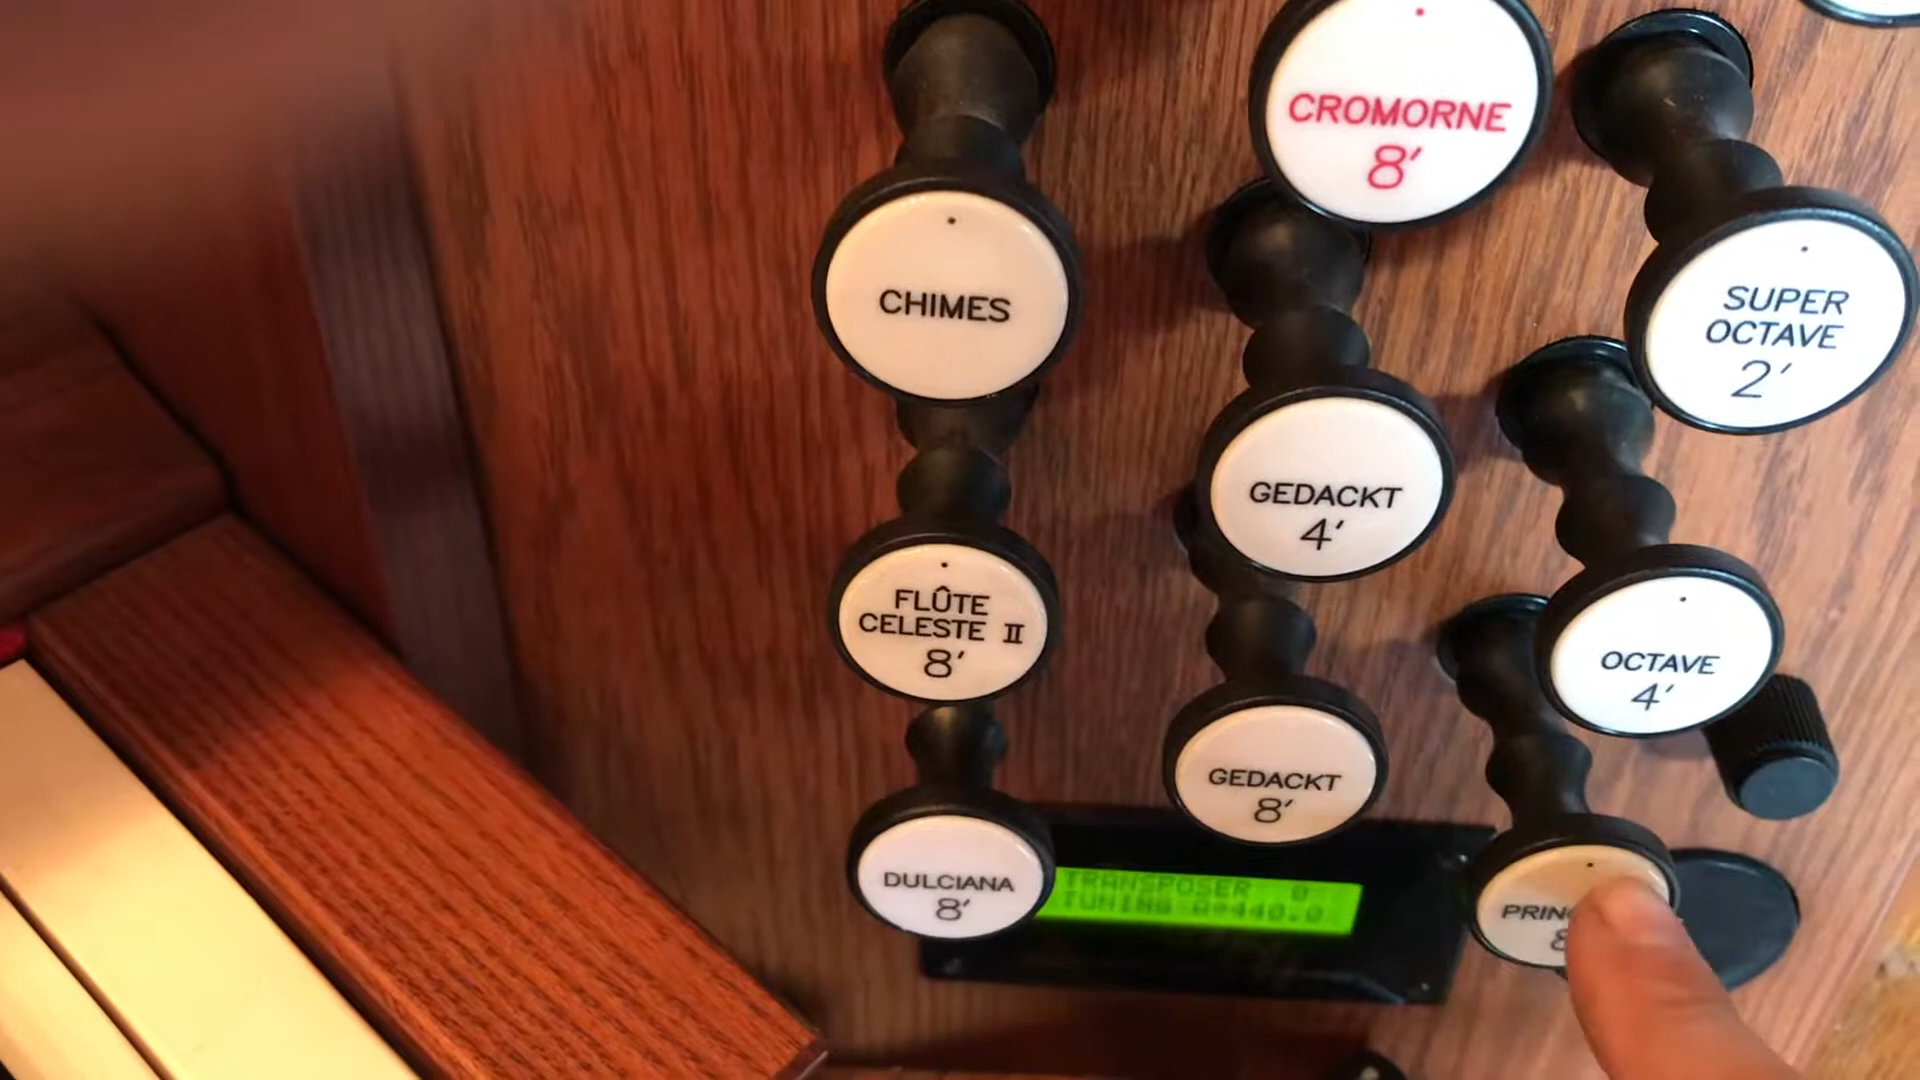 CHIMES
FLÛTE
CELESTE II
8′
DULCIANA
8′
CROMORNE
8′
GEDACKT
4′
GEDACKT
8′
SUPER
OCTAVE
2′
OCTAVE
4′
TRANSPOSER 0
TUNING A=440.0